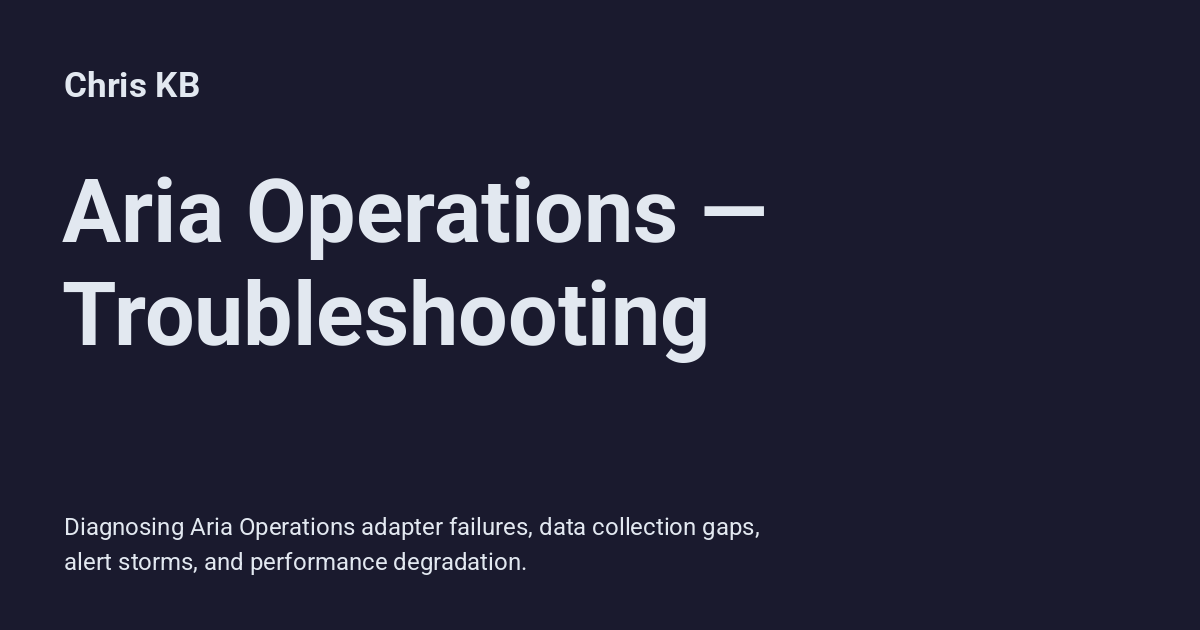 Chris KB
Aria Operations —
Troubleshooting
Diagnosing Aria Operations adapter failures, data collection gaps,
alert storms, and performance degradation.